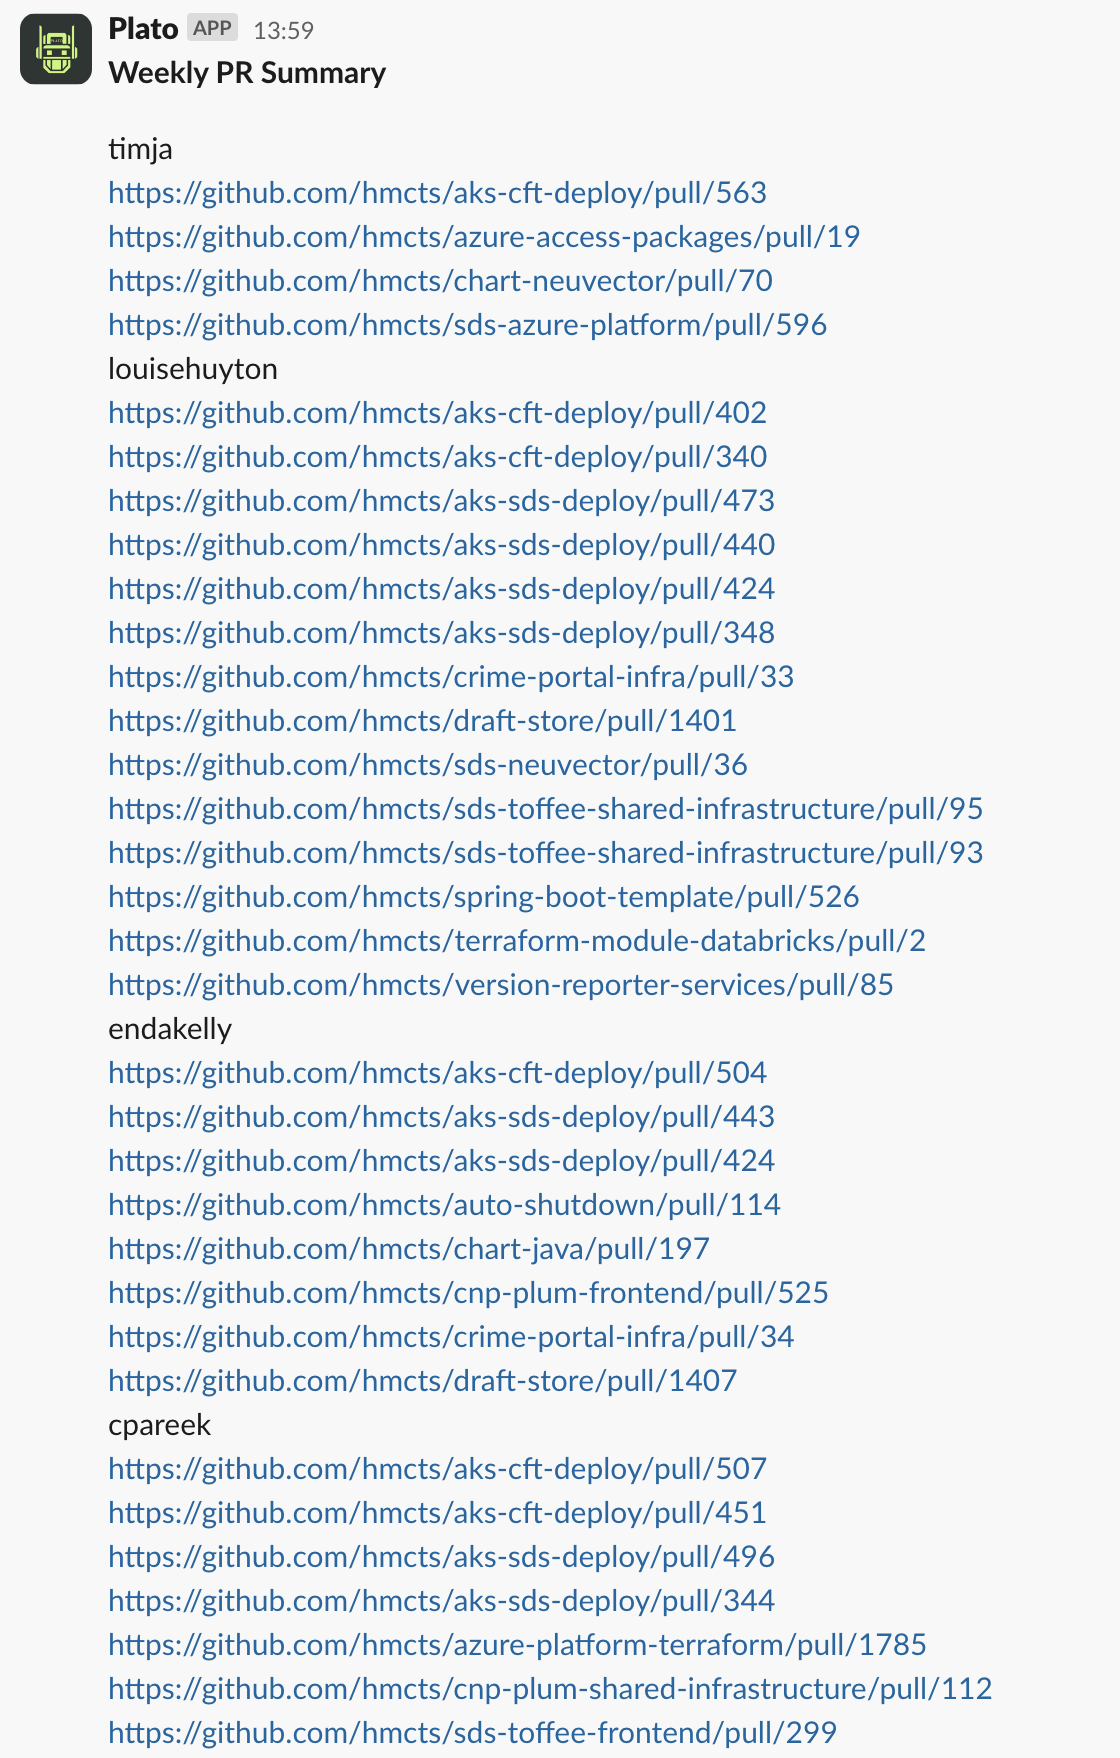 Plato APP 13:59
Weekly PR Summary
timja
https://github.com/hmcts/aks-cft-deploy/pull/563
https://github.com/hmcts/azure-access-packages/pull/19
https://github.com/hmcts/chart-neuvector/pull/70
https://github.com/hmcts/sds-azure-platform/pull/596
louisehuyton
https://github.com/hmcts/aks-cft-deploy/pull/402
https://github.com/hmcts/aks-cft-deploy/pull/340
https://github.com/hmcts/aks-sds-deploy/pull/473
https://github.com/hmcts/aks-sds-deploy/pull/440
https://github.com/hmcts/aks-sds-deploy/pull/424
https://github.com/hmcts/aks-sds-deploy/pull/348
https://github.com/hmcts/crime-portal-infra/pull/33
https://github.com/hmcts/draft-store/pull/1401
https://github.com/hmcts/sds-neuvector/pull/36
https://github.com/hmcts/sds-toffee-shared-infrastructure/pull/95
https://github.com/hmcts/sds-toffee-shared-infrastructure/pull/93
https://github.com/hmcts/spring-boot-template/pull/526
https://github.com/hmcts/terraform-module-databricks/pull/2
https://github.com/hmcts/version-reporter-services/pull/85
endakelly
https://github.com/hmcts/aks-cft-deploy/pull/504
https://github.com/hmcts/aks-sds-deploy/pull/443
https://github.com/hmcts/aks-sds-deploy/pull/424
https://github.com/hmcts/auto-shutdown/pull/114
https://github.com/hmcts/chart-java/pull/197
https://github.com/hmcts/cnp-plum-frontend/pull/525
https://github.com/hmcts/crime-portal-infra/pull/34
https://github.com/hmcts/draft-store/pull/1407
cpareek
https://github.com/hmcts/aks-cft-deploy/pull/507
https://github.com/hmcts/aks-cft-deploy/pull/451
https://github.com/hmcts/aks-sds-deploy/pull/496
https://github.com/hmcts/aks-sds-deploy/pull/344
https://github.com/hmcts/azure-platform-terraform/pull/1785
https://github.com/hmcts/cnp-plum-shared-infrastructure/pull/112
https://github.com/hmcts/sds-toffee-frontend/pull/299